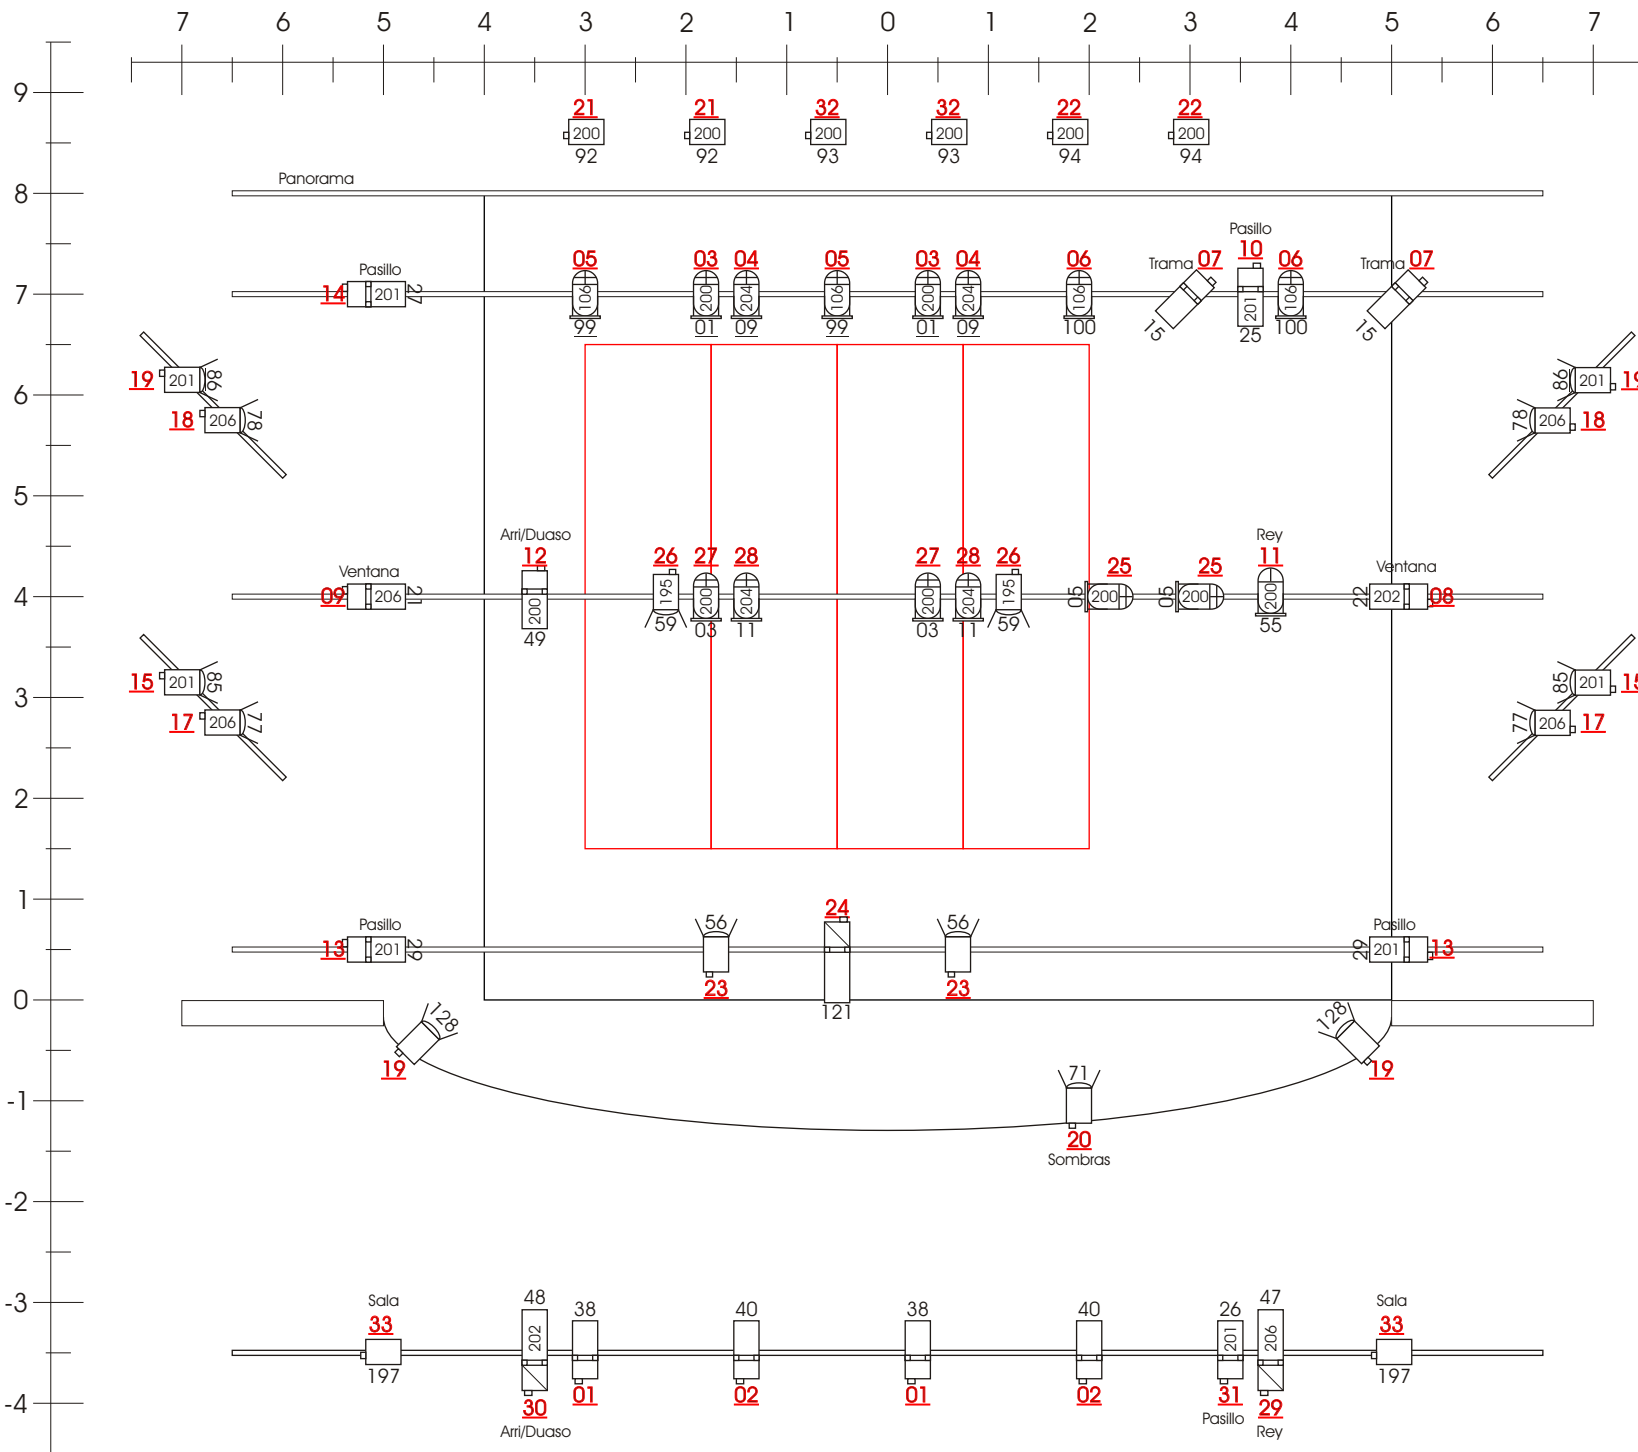 7 6 5 4 3 2 1 0 1 2 3 4 5 6 7
9
21 21 32 32 22 22
200 200 200 200 200 200
92 92 93 93 94 94
8
Panorama
Pasillo
10
Pasillo
05 03 04 05 03 04 06 Trama 07 06 Trama 07
7
14 201 27 106 200 204 106 200 204 106 201 106
99 01 09 99 01 09 100 15 25 100 15
6
19 201 86 86 201 19
18 206 78 78 206 18
5
Arri/Duaso Rey
12 26 27 28 27 28 26 25 25 11
Ventana Ventana
4
09 206 21 200 195 200 204 200 204 195 05 200 05 200 200 22 202 08
49 59 03 11 03 11 59 55
3
15 201 85 85 201 15
17 206 77 77 206 17
2
1
24
Pasillo 56 56 Pasillo
13 201 29 29 201 13
23 23
0
121
128 128
19 19
-1
71
20
Sombras
-2
-3
Sala 48 38 40 38 40 26 47 Sala
33 33
202 201 206
197 197
-4
30 01 02 01 02 31 29
Arri/Duaso Pasillo Rey